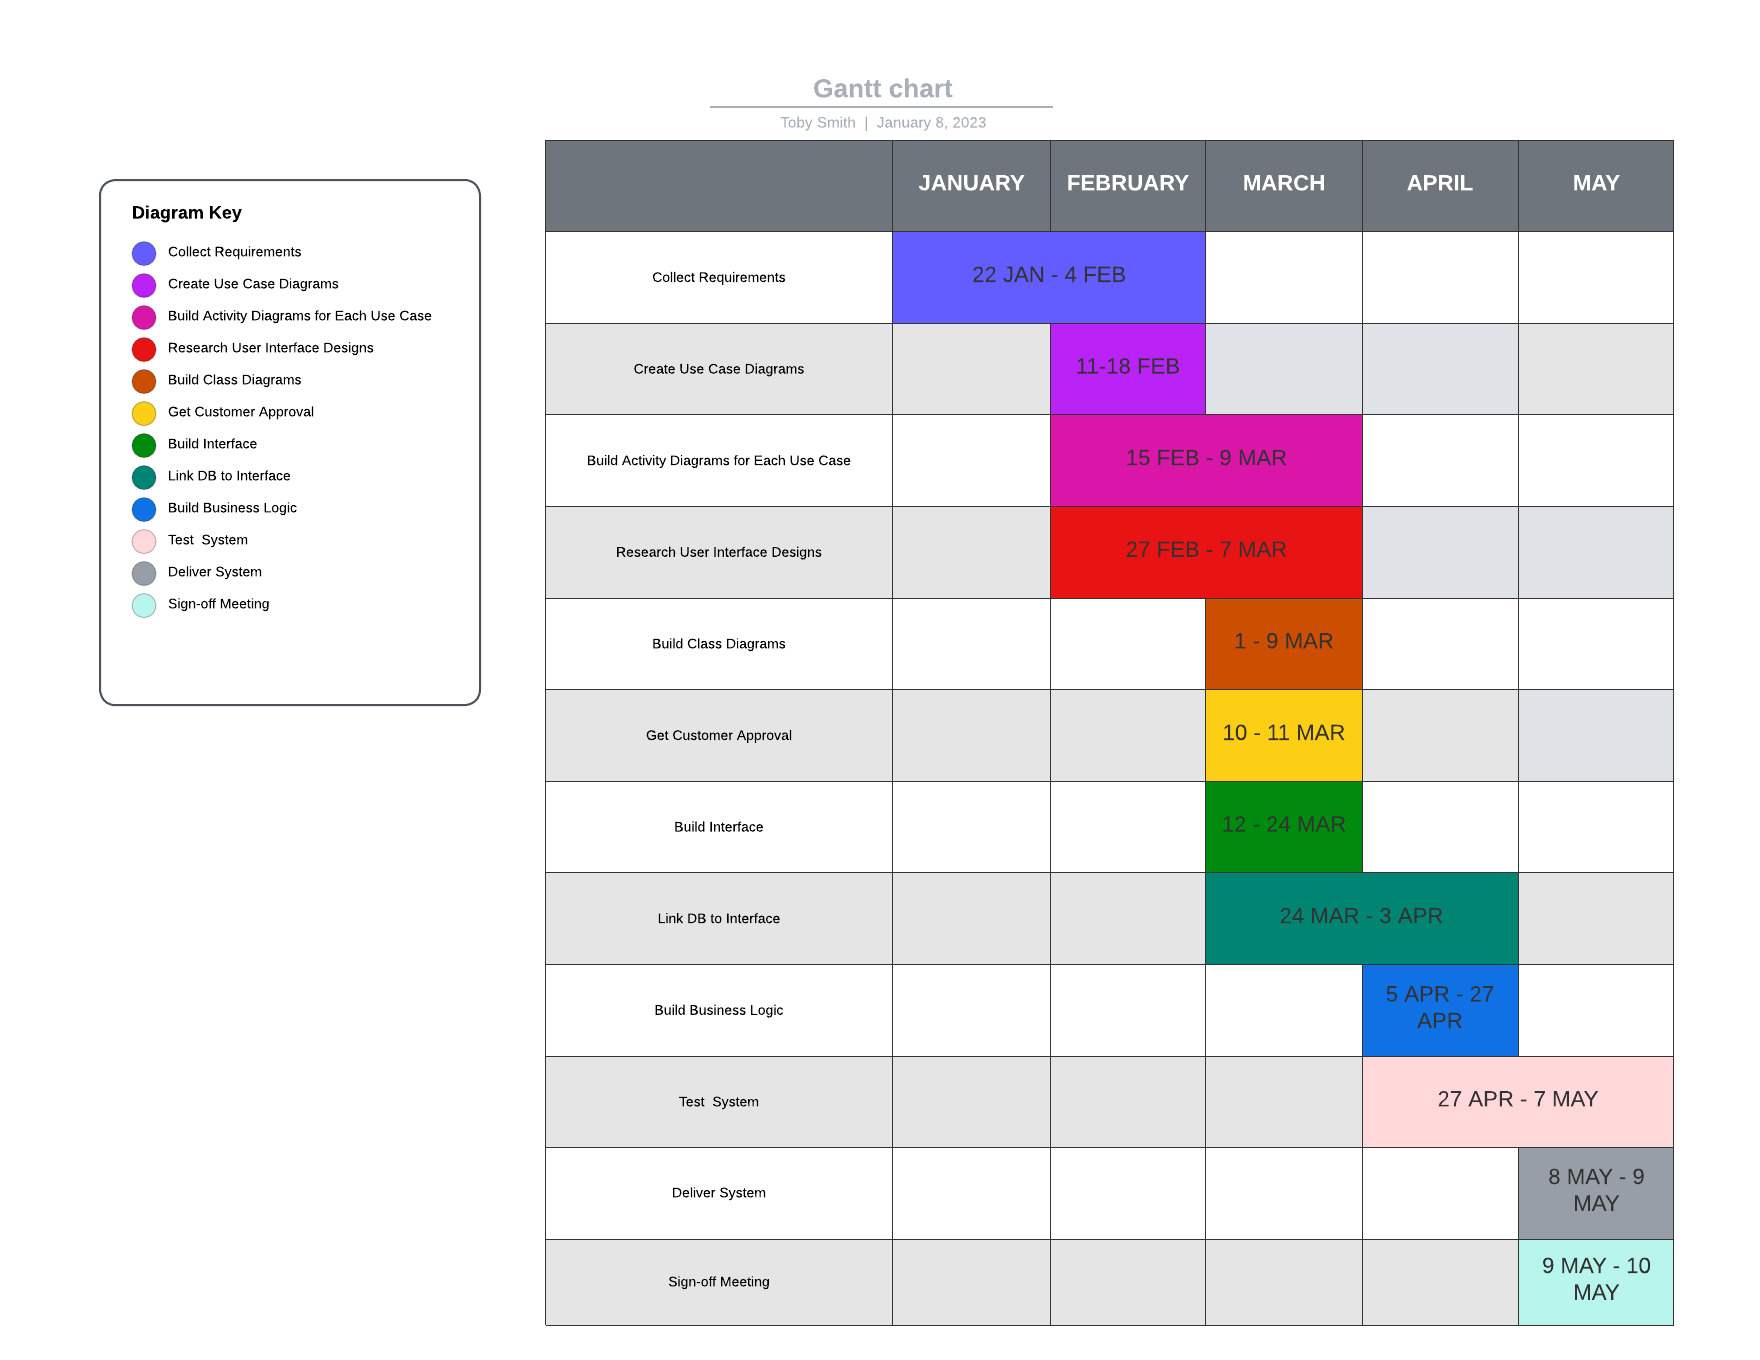 Gantt chart
Toby Smith | January 8, 2023
Diagram Key
Collect Requirements
Create Use Case Diagrams
Build Activity Diagrams for Each Use Case
Research User Interface Designs
Build Class Diagrams
Get Customer Approval
Build Interface
Link DB to Interface
Build Business Logic
Test  System
Deliver System
Sign-off Meeting
JANUARY FEBRUARY MARCH APRIL MAY
Collect Requirements 22 JAN - 4 FEB
Create Use Case Diagrams 11-18 FEB
Build Activity Diagrams for Each Use Case 15 FEB - 9 MAR
Research User Interface Designs 27 FEB - 7 MAR
Build Class Diagrams 1 - 9 MAR
Get Customer Approval 10 - 11 MAR
Build Interface 12 - 24 MAR
Link DB to Interface 24 MAR - 3 APR
Build Business Logic 5 APR - 27
APR
Test  System 27 APR - 7 MAY
Deliver System 8 MAY - 9
MAY
Sign-off Meeting 9 MAY - 10
MAY